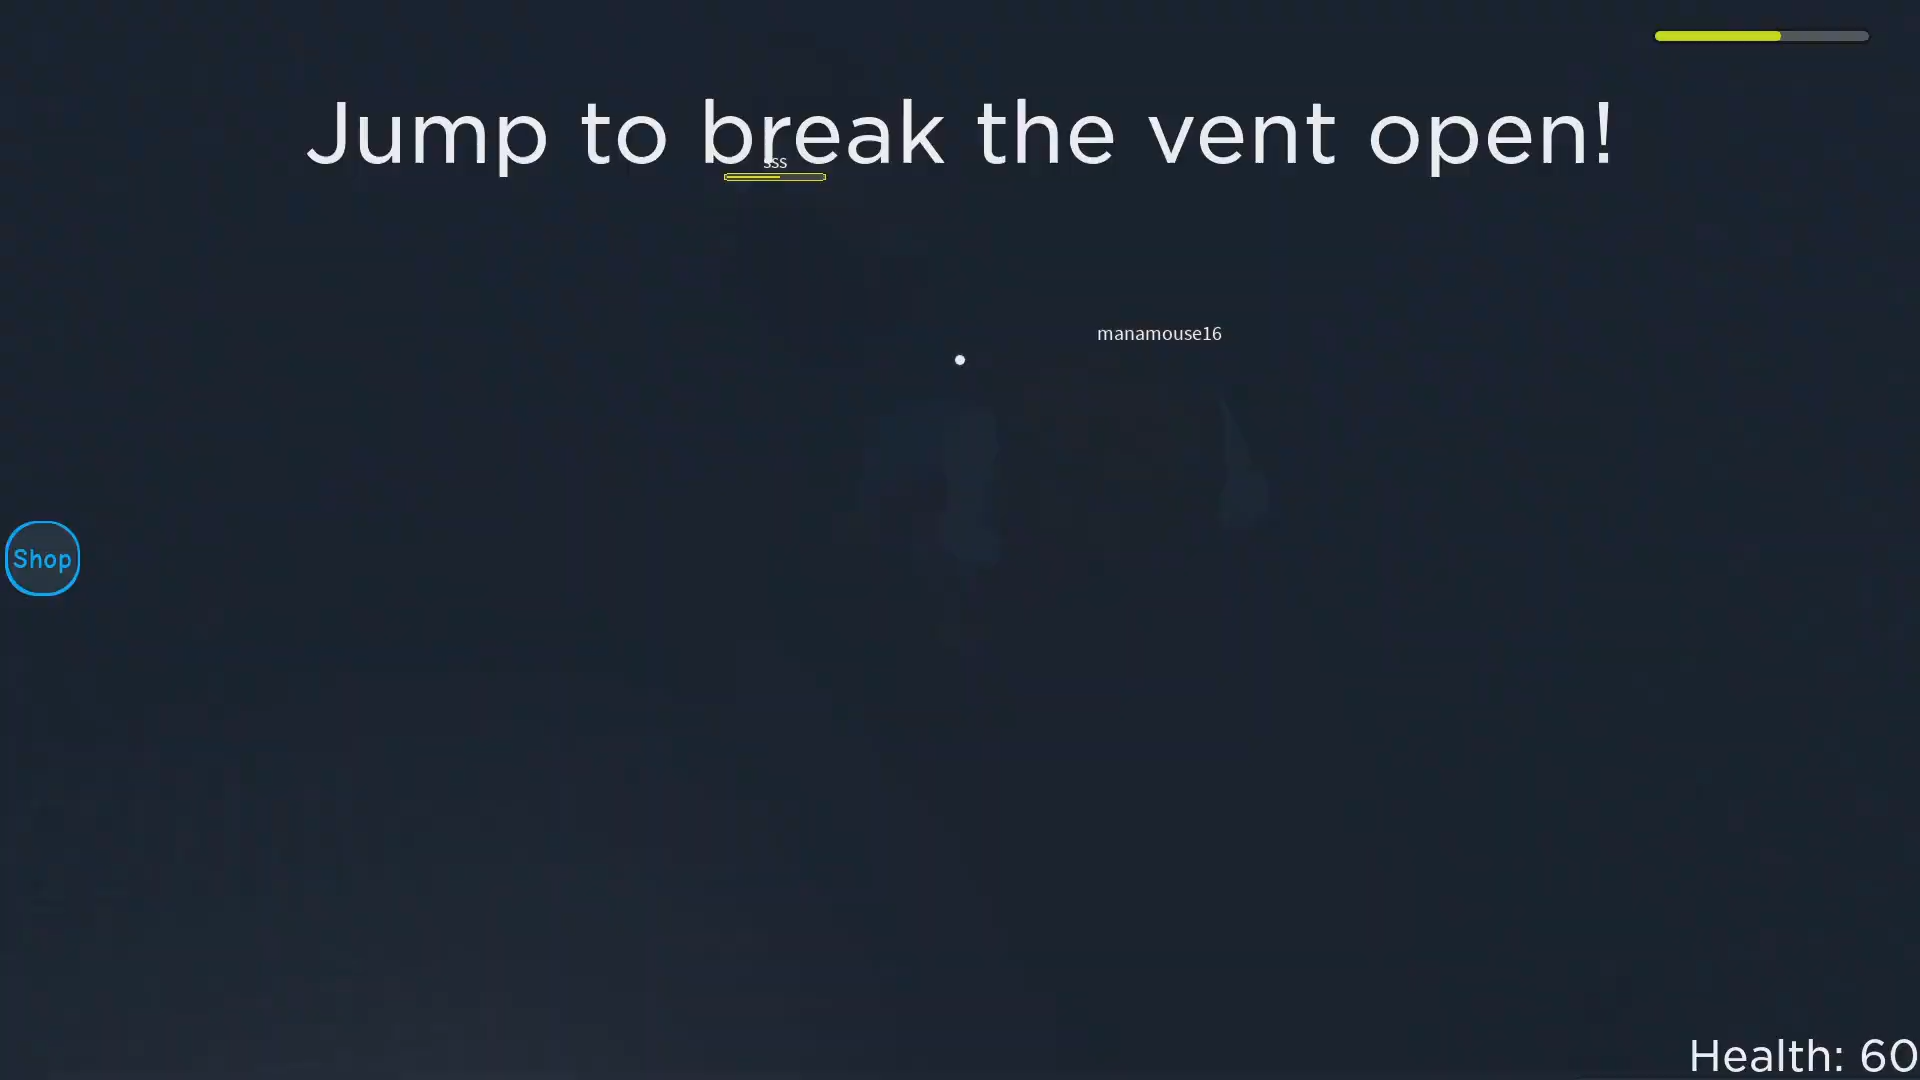 Jump to break the vent open!
sss
manamouse16
Shop
Health: 60